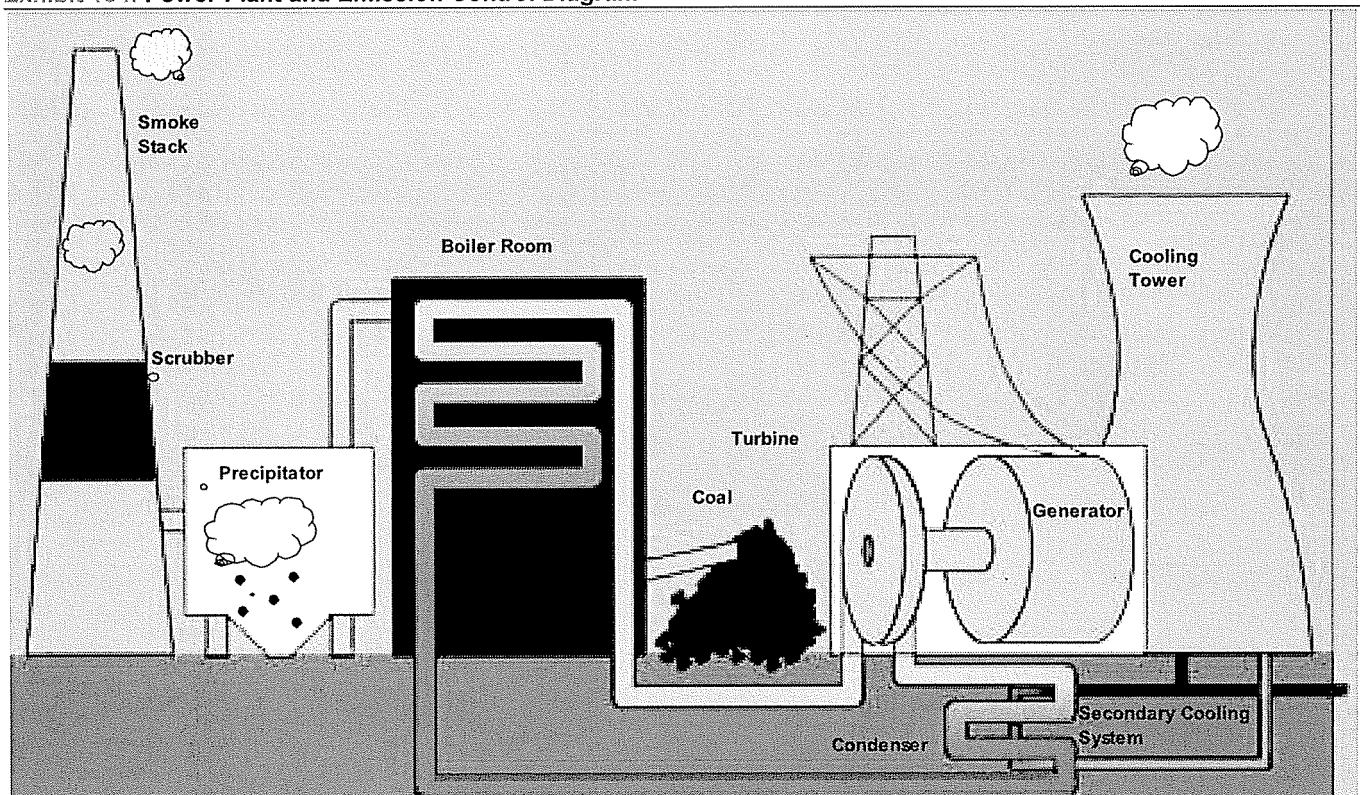 Power Plant and Emission Control Diagram
Smoke
Stack
Boiler Room
Cooling
Tower
Scrubber
Turbine
Precipitator
Coal
Generator
Secondary Cooling
System
Condenser